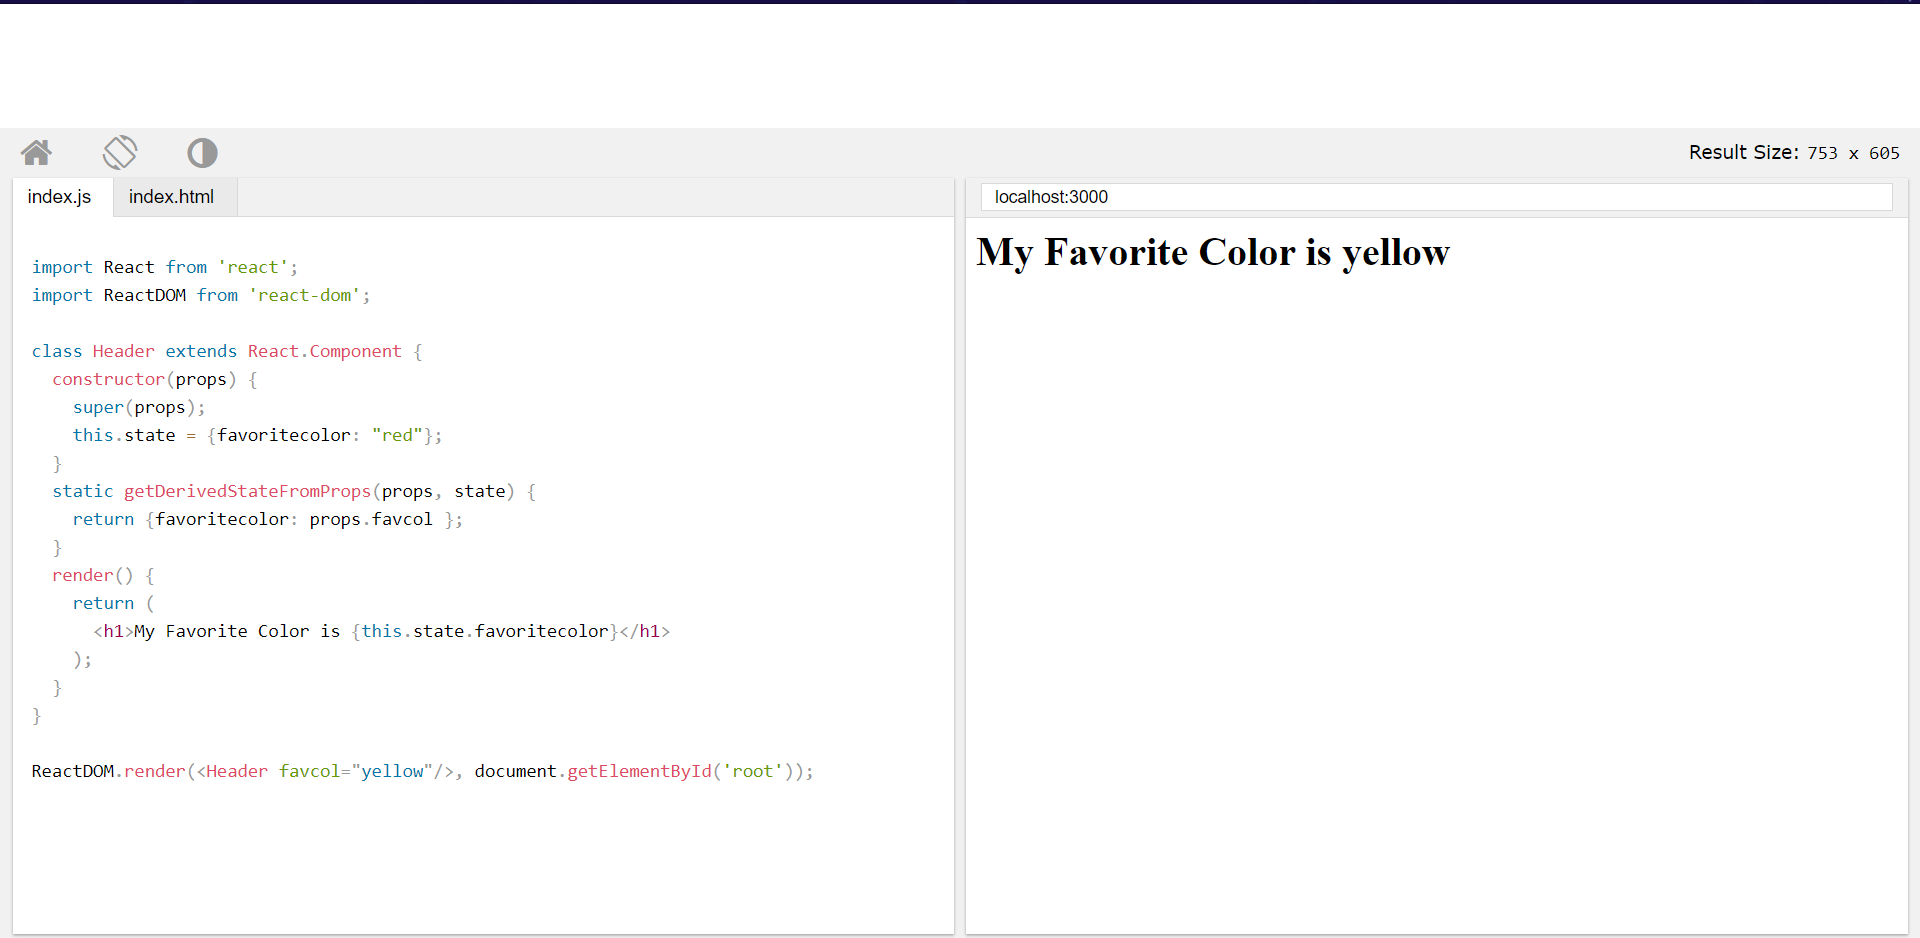 Result Size: 753 x 605
index.js
index.html
import React from 'react';
import ReactDOM from 'react-dom';
class Header extends React.Component {
constructor(props) {
super(props);
this.state = {favoritecolor: "red"};
}
static getDerivedStateFromProps(props, state) {
return {favoritecolor: props.favcol };
}
render() {
return (
<h1>My Favorite Color is {this.state.favoritecolor}</h1>
);
}
}
ReactDOM.render(<Header favcol="yellow"/>, document.getElementById('root'));
localhost:3000
My Favorite Color is yellow